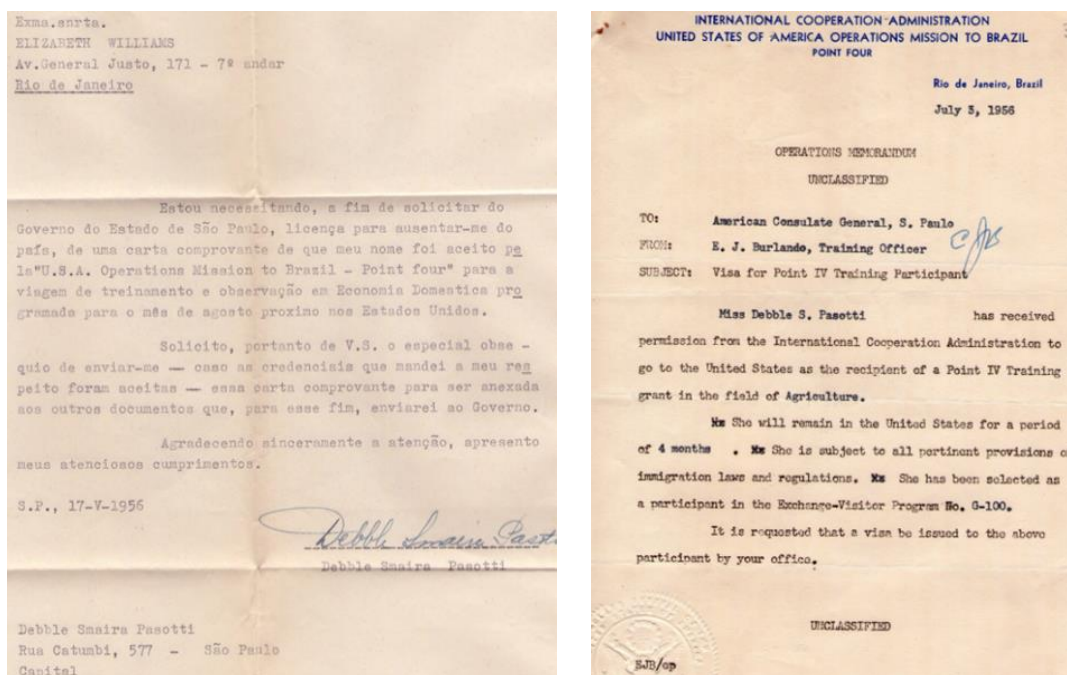 Exma.snrta.
ELIZABETH WILLIAMS
Av.General Justo, 171 - 7º andar
Rio de Janeiro
Estou necessitando, a fim de solicitar do
Governo do Estado de São Paulo, licença para ausentar-me do
país, de uma carta comprovante de que meu nome foi aceito pe
la"U.S.A. Operations Mission to Brazil - Point four" para a
viagem de treinamento e observação em Economia Domestica pro
gramada para o mês de agosto proximo nos Estados Unidos.
Solicito, portanto de V.S. o especial obse -
quio de enviar-me — caso as credenciais que mandei a meu res
peito foram aceitas — essa carta comprovante para ser anexada
aos outros documentos que, para esse fim, enviarei ao Governo.
Agradecendo sinceramente a atenção, apresento
meus atenciosos cumprimentos.
S.P., 17-V-1956
Debble Smaira Pasotti
Debble Smaira Pasotti
Rua Catumbi, 577 - São Paulo
Capital
INTERNATIONAL COOPERATION ADMINISTRATION
UNITED STATES OF AMERICA OPERATIONS MISSION TO BRAZIL
POINT FOUR
Rio de Janeiro, Brazil
July 3, 1956
OPERATIONS MEMORANDUM
UNCLASSIFIED
TO: American Consulate General, S. Paulo
FROM: E. J. Burlando, Training Officer
SUBJECT: Visa for Point IV Training Participant
Miss Debble S. Pasotti has received
permission from the International Cooperation Administration to
go to the United States as the recipient of a Point IV Training
grant in the field of Agriculture.
She will remain in the United States for a period
of 4 months . She is subject to all pertinent provisions o
immigration laws and regulations. She has been selected as
a participant in the Exchange-Visitor Program No. G-100.
It is requested that a visa be issued to the above
participant by your office.
UNCLASSIFIED
EJB/op